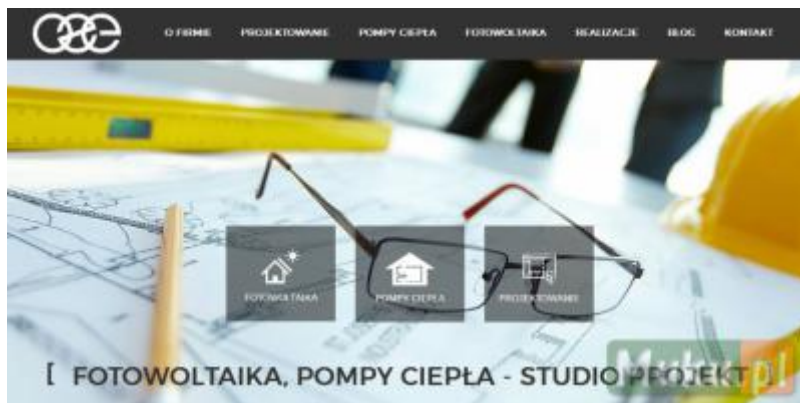 O FIRMIE PROJEKTOWANIE POMPY CIEPŁA FOTOWOLTAIKA REALIZACJE BLOG KONTAKT
FOTOWOLTAIKA POMPY CIEPŁA PROJEKTOWANIE
[ FOTOWOLTAIKA, POMPY CIEPŁA - STUDIO PROJEKT ]